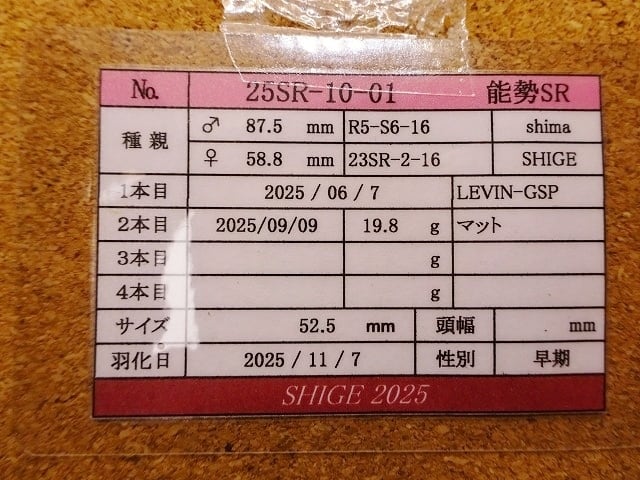 No. 25SR-10-01 能勢SR
種親 ♂ 87.5 mm R5-S6-16 shima
♀ 58.8 mm 23SR-2-16 SHIGE
1本目 2025 / 06 / 7 LEVIN-GSP
2本目 2025/09/09 19.8 g マット
3本目 g
4本目 g
サイズ 52.5 mm 頭幅 . mm
羽化日 2025 / 11 / 7 性別 早期
SHIGE 2025